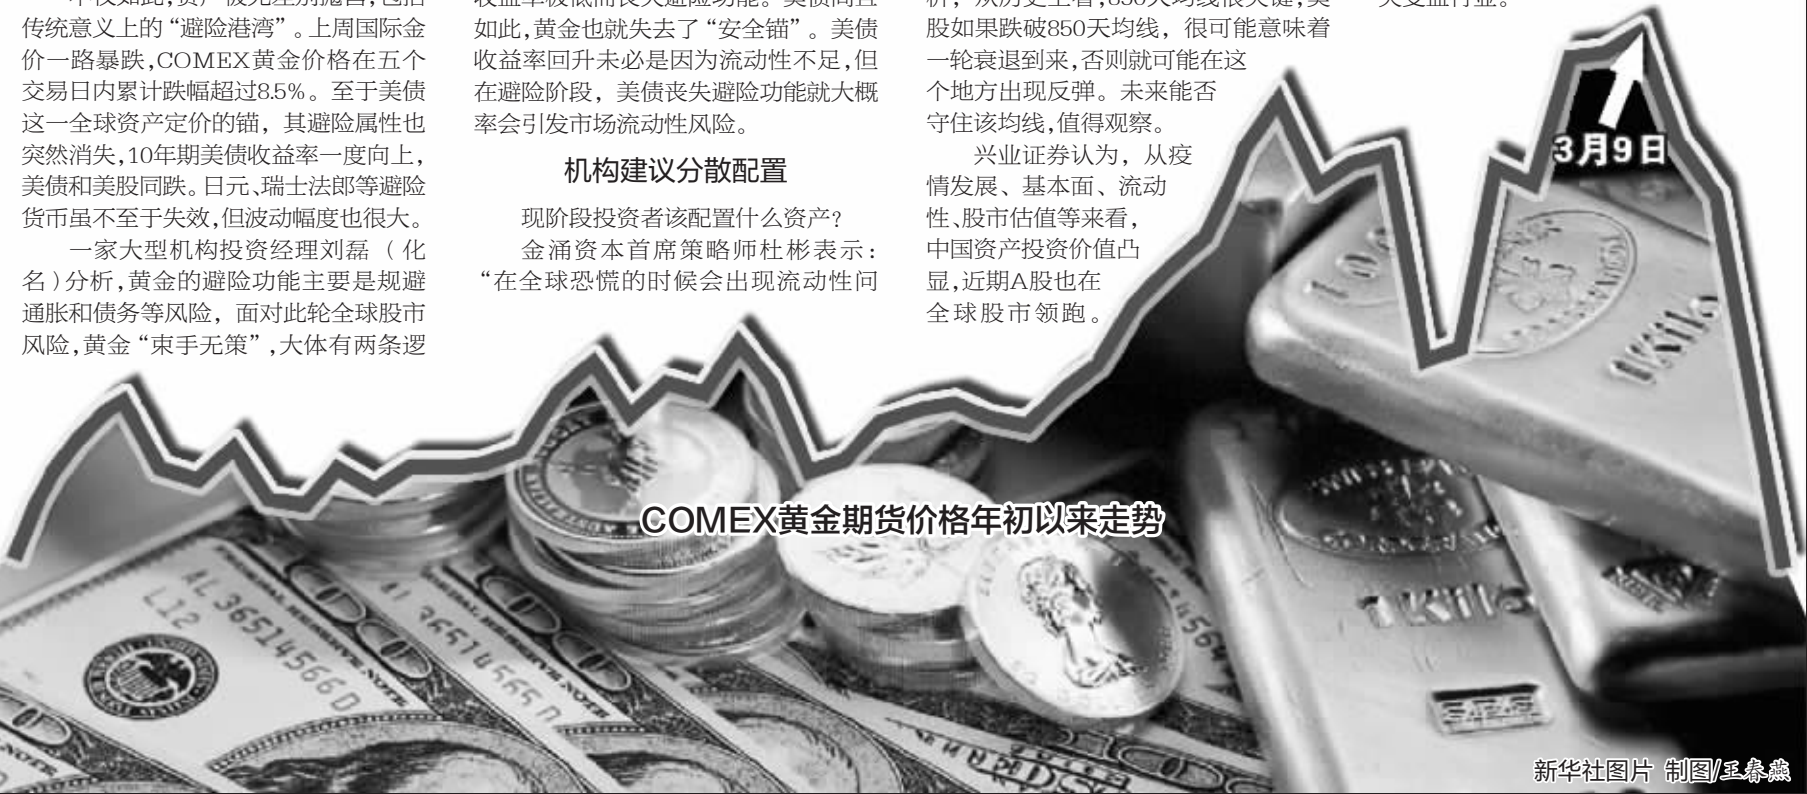 传统意义上的“避险港湾”。上周国际金
价一路暴跌,COMEX黄金价格在五个
交易日内累计跌幅超过8.5%。至于美债
这一全球资产定价的锚，其避险属性也
突然消失,10年期美债收益率一度向上,
美债和美股同跌。日元、瑞士法郎等避险
货币虽不至于失效,但波动幅度也很大。
一家大型机构投资经理刘磊（化
名）分析,黄金的避险功能主要是规避
通胀和债务等风险，面对此轮全球股市
风险,黄金“束手无策”,大体有两条逻
如此,黄金也就失去了“安全锚”。美债
收益率回升未必是因为流动性不足,但
在避险阶段，美债丧失避险功能就大概
率会引发市场流动性风险。
机构建议分散配置
现阶段投资者该配置什么资产?
金涌资本首席策略师杜彬表示：
“在全球恐慌的时候会出现流动性问
股如果跌破850天均线，很可能意味着
一轮衰退到来,否则就可能在这
个地方出现反弹。未来能否
守住该均线,值得观察。
兴业证券认为，从疫
情发展、基本面、流动
性、股市估值等来看，
中国资产投资价值凸
显,近期A股也在
全球股市领跑。
3月9日
COMEX黄金期货价格年初以来走势
100
1Kilo
1Kilo
AL36514566D
L12
新华社图片 制图/王春燕